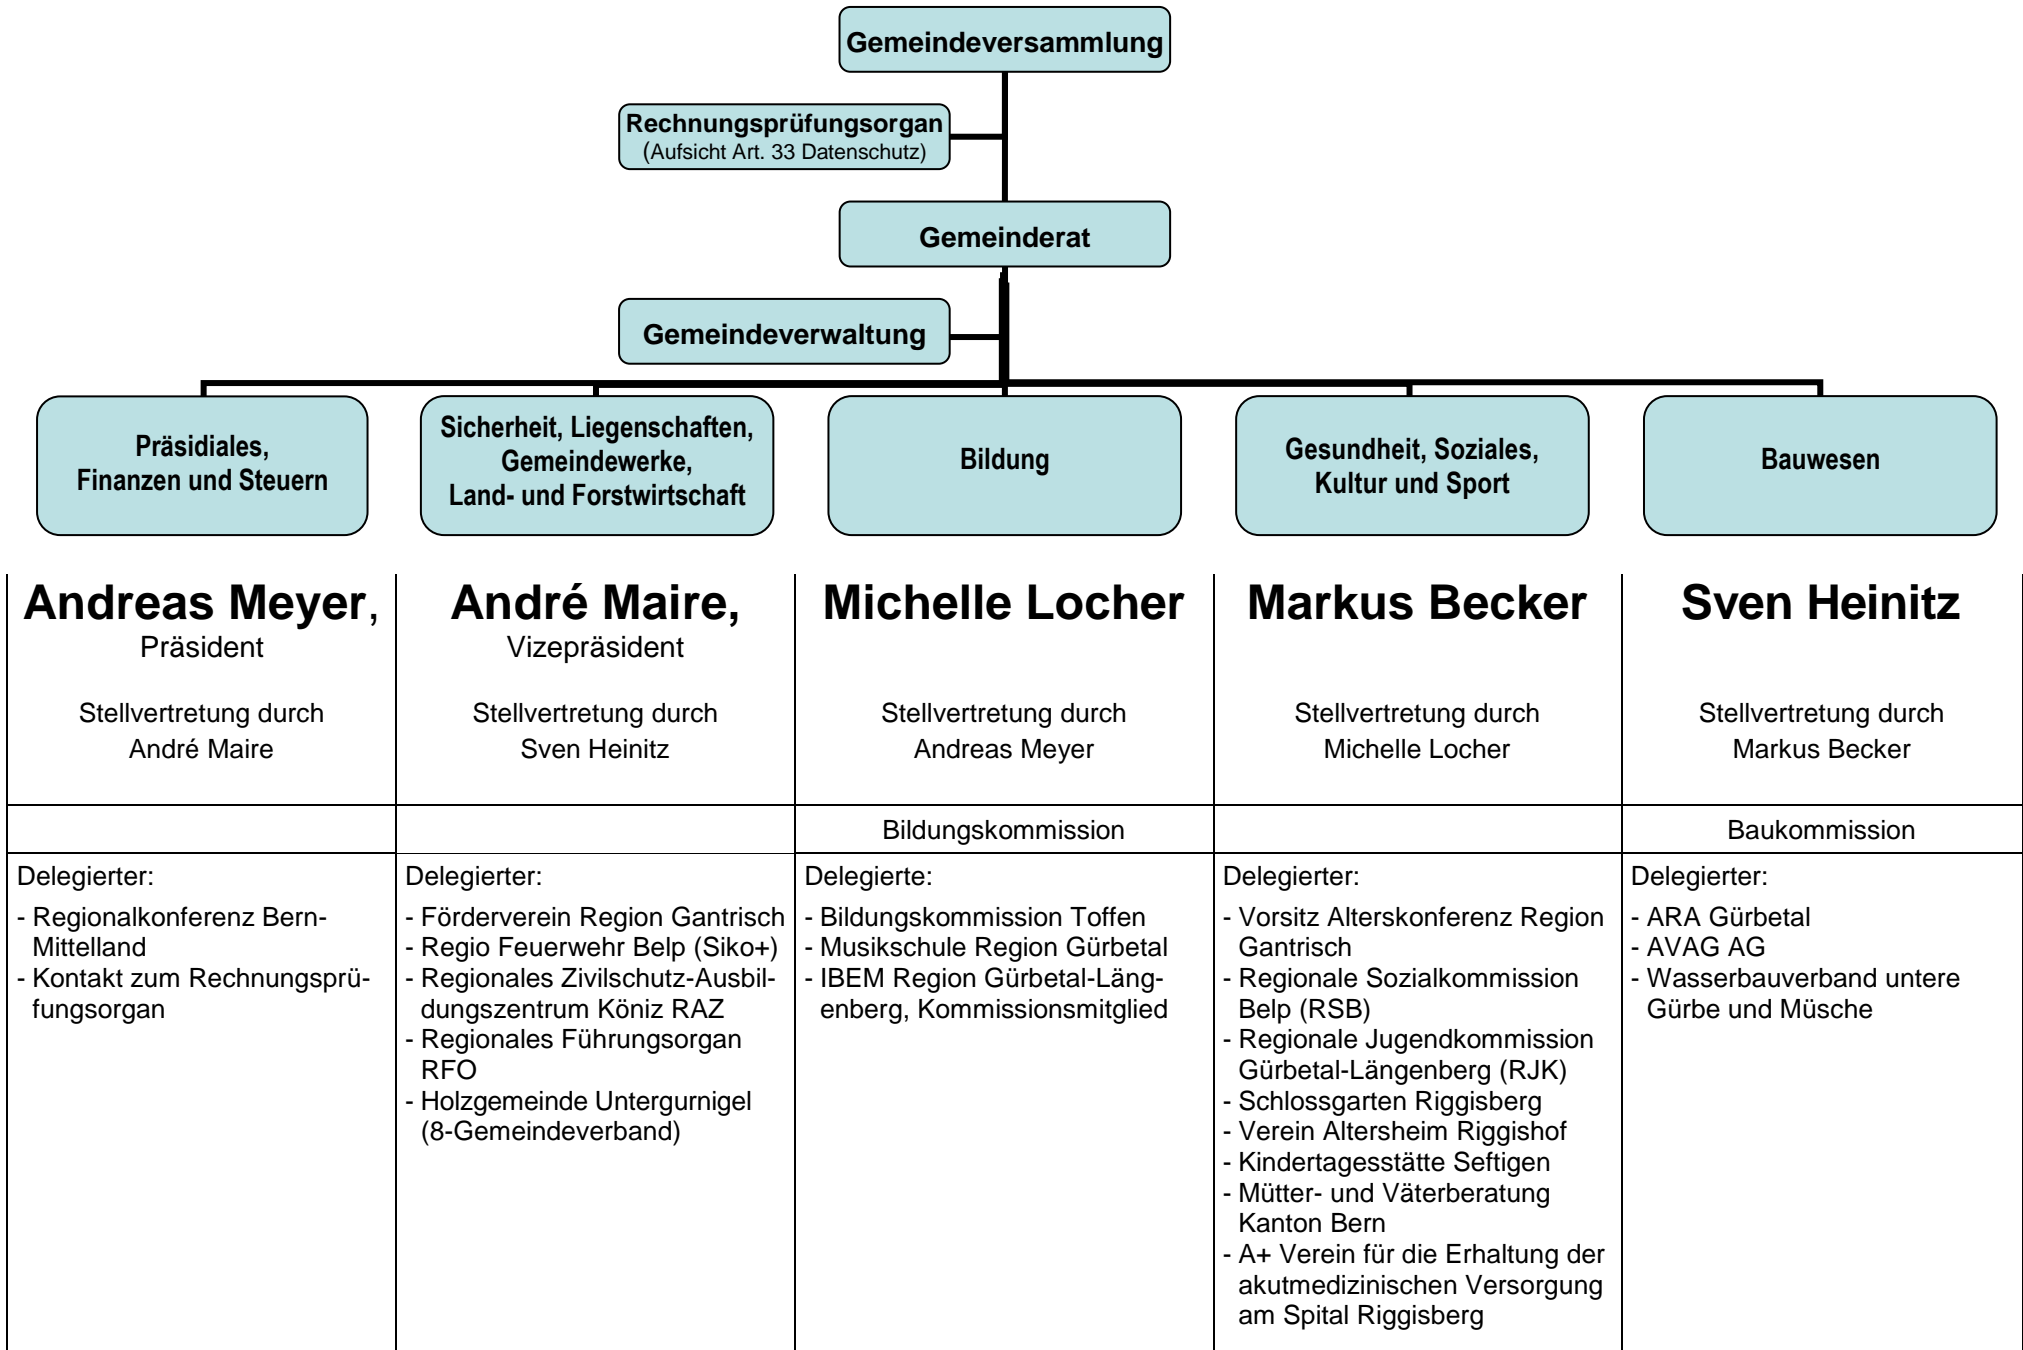 Gemeindeversammlung
Rechnungsprüfungsorgan
(Aufsicht Art. 33 Datenschutz)
Gemeinderat
Gemeindeverwaltung
Präsidiales,
Finanzen und Steuern
Sicherheit, Liegenschaften,
Gemeindewerke,
Land- und Forstwirtschaft
Bildung
Gesundheit, Soziales,
Kultur und Sport
Bauwesen
Andreas Meyer,
Präsident
Stellvertretung durch
André Maire
André Maire,
Vizepräsident
Stellvertretung durch
Sven Heinitz
Michelle Locher
Stellvertretung durch
Andreas Meyer
Markus Becker
Stellvertretung durch
Michelle Locher
Sven Heinitz
Stellvertretung durch
Markus Becker
Bildungskommission
Baukommission
Delegierter:
- Regionalkonferenz Bern-
Mittelland
- Kontakt zum Rechnungsprü-
fungsorgan
Delegierter:
- Förderverein Region Gantrisch
- Regio Feuerwehr Belp (Siko+)
- Regionales Zivilschutz-Ausbil-
dungszentrum Köniz RAZ
- Regionales Führungsorgan
RFO
- Holzgemeinde Untergurnigel
(8-Gemeindeverband)
Delegierte:
- Bildungskommission Toffen
- Musikschule Region Gürbetal
- IBEM Region Gürbetal-Läng-
enberg, Kommissionsmitglied
Delegierter:
- Vorsitz Alterskonferenz Region
Gantrisch
- Regionale Sozialkommission
Belp (RSB)
- Regionale Jugendkommission
Gürbetal-Längenberg (RJK)
- Schlossgarten Riggisberg
- Verein Altersheim Riggishof
- Kindertagesstätte Seftigen
- Mütter- und Väterberatung
Kanton Bern
- A+ Verein für die Erhaltung der
akutmedizinischen Versorgung
am Spital Riggisberg
Delegierter:
- ARA Gürbetal
- AVAG AG
- Wasserbauverband untere
Gürbe und Müsche